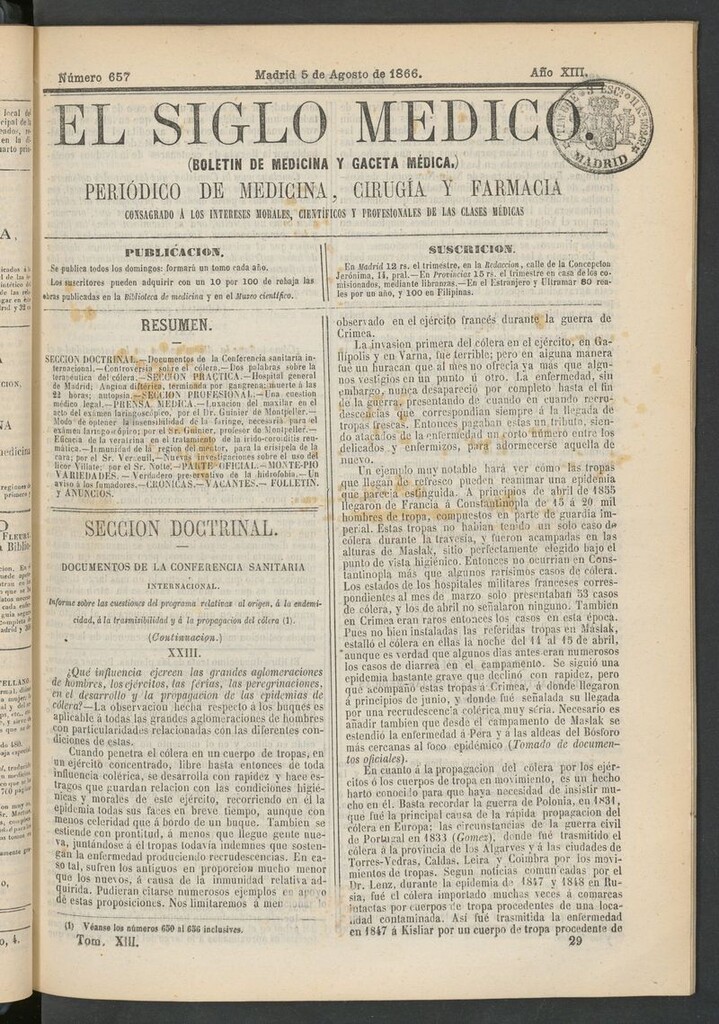 Número 657
Madrid 5 de Agosto de 1866.
Año XIII.
EL SIGLO MEDICO.
(BOLETIN DE MEDICINA Y GACETA MÉDICA.)
PERIÓDICO DE MEDICINA, CIRUGÍA Y FARMACIA
CONSAGRADO Á LOS INTERESES MORALES, CIENTÍFICOS Y PROFESIONALES DE LAS CLASES MÉDICAS
MADRID
PUBLICACION.
Se publica todos los domingos: formará un tomo cada año.
Los suscritores pueden adquirir con un 10 por 100 de rebaja las
obras publicadas en la Biblioteca de medicina y en el Museo científico.
SUSCRICION.
En Madrid 12 rs. el trimestre, en la Redaccion, calle de la Concepcion
Jerónima, 14, pral.—En Provincias 15 rs. el trimestre en casa de los co-
misionados, mediante libranzas.—En el Estranjero y Ultramar 80 rea-
les por un año, y 100 en Filipinas.
RESUMEN.
SECCION DOCTRINAL.—Documentos de la Conferencia sanitaria in-
ternacional.—Controversia sobre el cólera.—Dos palabras sobre la
terapéutica del cólera.—SECCION PRACTICA.—Hospital general
de Madrid: Angina diftérica, terminada por gangrena: muerte á las
22 horas; autopsia.—SECCION PROFESIONAL.—Una cuestion
médico legal.—PRENSA MEDICA.—Luxacion del maxilar en el
acto del exámen laringoscópico, por el Dr. Guinier de Montpeller.—
Modo de obtener la insensibilidad de la faringe, necesaria para el
exámen laringoscópico; por el Sr. Guinier, profesor de Montpeller.—
Eficacia de la veratrina en el tratamiento de la irido-coroiditis reu-
mática.—Inmunidad de la region del menton, para la erisipela de la
cara; por el Sr. Verneuil.—Nuevas investigaciones sobre el uso del
licor Villate; por el Sr. Notte.—PARTE OFICIAL.—MONTE-PIO
VARIEDADES.—Verdadero preservativo de la hidrofobia.—Un
aviso á los fumadores.—CRONICAS.—VACANTES.—FOLLETIN.
Y ANUNCIOS.
SECCION DOCTRINAL.
DOCUMENTOS DE LA CONFERENCIA SANITARIA
INTERNACIONAL.
Informe sobre las cuestiones del programa relativas al origen, á la endemi-
cidad, á la trasmisibilidad y á la propagacion del cólera (1).
(Continuacion.)
XXIII.
¿Qué influencia ejercen las grandes aglomeraciones
de hombres, los ejércitos, las férias, las peregrinaciones,
en el desarrollo y la propagacion de las epidemias de
cólera?—La observacion hecha respecto á los buques es
aplicable á todas las grandes aglomeraciones de hombres
con particularidades relacionadas con las diferentes con-
diciones de estas.
Cuando penetra el cólera en un cuerpo de tropas, en
un ejército concentrado, libre hasta entonces de toda
influencia colérica, se desarrolla con rapidez y hace es-
tragos que guardan relacion con las condiciones higié-
nicas y morales de este ejército, recorriendo en él la
epidemia todas sus faces en breve tiempo, aunque con
menos celeridad que á bordo de un buque. Tambien se
estiende con prontitud, á menos que llegue gente nue-
va, juntándose á él tropas todavía indemnes que sosten-
gan la enfermedad produciendo recrudescencias. En ca-
so tal, sufren los antiguos en proporcion mucho menor
que los nuevos, á causa de la inmunidad relativa ad-
quirida. Pudieran citarse numerosos ejemplos en apoyo
de estas proposiciones. Nos limitaremos á
(1) Véanse los números 650 al 656 inclusives.
Tom. XIII.
observado en el ejército francés durante la guerra de
Crimea.
La invasion primera del cólera en el ejército, en Ga-
llípolis y en Varna, fué terrible; pero en alguna manera
fué un huracan que al mes no ofrecia ya más que algu-
nos vestigios en un punto ú otro. La enfermedad, sin
embargo, nunca desapareció por completo hasta el fin
de la guerra, presentando de cuando en cuando recru-
descencias que correspondian siempre á la llegada de
tropas frescas. Entonces pagaban estas un tributo, sien-
do atacados de la enfermedad un corto número entre los
delicados y enfermizos, para adormecerse aquella de
nuevo.
Un ejemplo muy notable hará ver cómo las tropas
que llegan de refresco pueden reanimar una epidemia
que parecia estinguida. A principios de abril de 1855
llegaron de Francia á Constantinopla de 15 á 20 mil
hombres de tropa, compuestos en parte de guardia im-
perial. Estas tropas no habian tenido un solo caso de
cólera durante la travesía, y fueron acampadas en las
alturas de Maslak, sitio perfectamente elegido bajo el
punto de vista higiénico. Entonces no ocurrian en Cons-
tantinopla más que algunos rarísimos casos de cólera.
Los estados de los hospitales militares franceses corres-
pondientes al mes de marzo solo presentaban 53 casos
de cólera, y los de abril no señalaron ninguno. Tambien
en Crimea eran raros entonces los casos en esta época.
Pues no bien instaladas las referidas tropas en Maslak,
estalló el cólera en ellas la noche del 14 al 15 de abril,
aunque es verdad que algunos dias antes eran numerosos
los casos de diarrea en el campamento. Se siguió una
epidemia bastante grave que declinó con rapidez, pero
que acompañó estas tropas á Crimea, á donde llegaron
á principios de junio, y donde fué señalada su llegada
por una recrudescencia colérica muy séria. Necesario es
añadir tambien que desde el campamento de Maslak se
estendió la enfermedad á Pera y á las aldeas del Bósforo
más cercanas al foco epidémico (Tomado de documen-
tos oficiales).
En cuanto á la propagacion del cólera por los ejér-
citos ó los cuerpos de tropa en movimiento, es un hecho
harto conocido para que haya necesidad de insistir mu-
cho en él. Basta recordar la guerra de Polonia, en 1831,
que fué la principal causa de la rápida propagacion del
cólera en Europa; las circunstancias de la guerra civil
de Portugal en 1833 (Gomez), donde fué trasmitido el
cólera á la provincia de los Algarves y á las ciudades de
Torres-Vedras, Caldas, Leira y Coimbra por los movi-
mientos de tropas. Segun noticias comunicadas por el
Dr. Lenz, durante la epidemia de 1847 y 1848 en Ru-
sia, fué el cólera importado muchas veces á comarcas
intactas por cuerpos de tropa procedentes de una loca-
lidad contaminada. Así fué trasmitida la enfermedad
en 1847 á Kisliar por un cuerpo de tropa procedente de
29